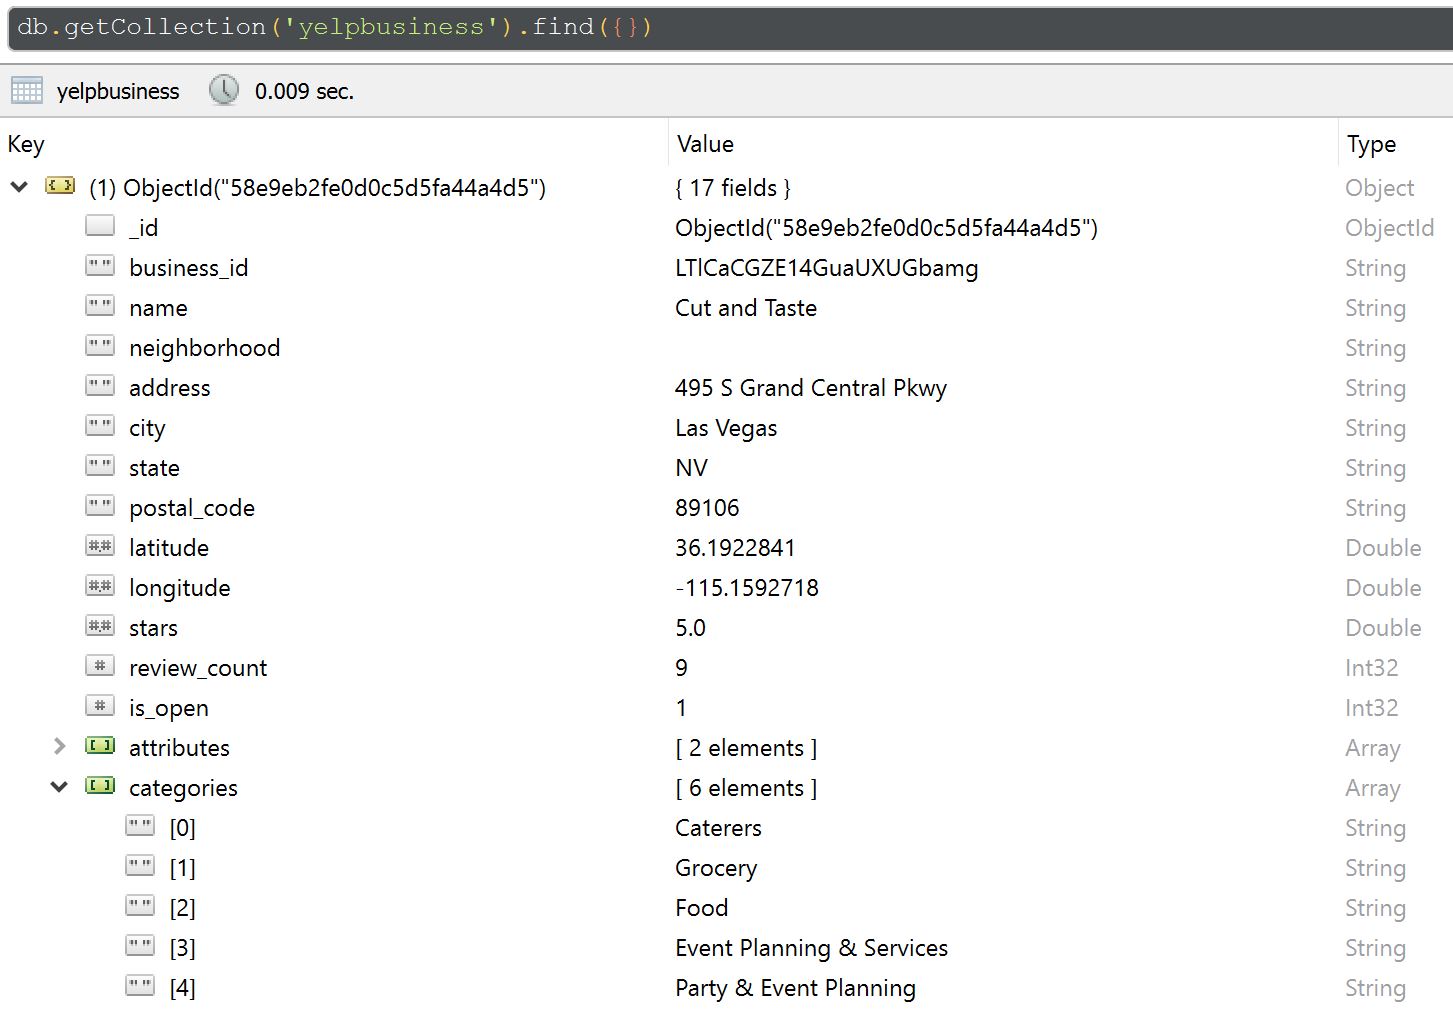 db.getCollection('yelpbusiness').find({})
yelpbusiness 0.009 sec.
Key Value Type
(1) ObjectId("58e9eb2fe0d0c5d5fa44a4d5") { 17 fields } Object
_id ObjectId("58e9eb2fe0d0c5d5fa44a4d5") ObjectId
business_id LTlCaCGZE14GuaUXUGbamg String
name Cut and Taste String
neighborhood String
address 495 S Grand Central Pkwy String
city Las Vegas String
state NV String
postal_code 89106 String
latitude 36.1922841 Double
longitude -115.1592718 Double
stars 5.0 Double
review_count 9 Int32
is_open 1 Int32
attributes [ 2 elements ] Array
categories [ 6 elements ] Array
[0] Caterers String
[1] Grocery String
[2] Food String
[3] Event Planning & Services String
[4] Party & Event Planning String